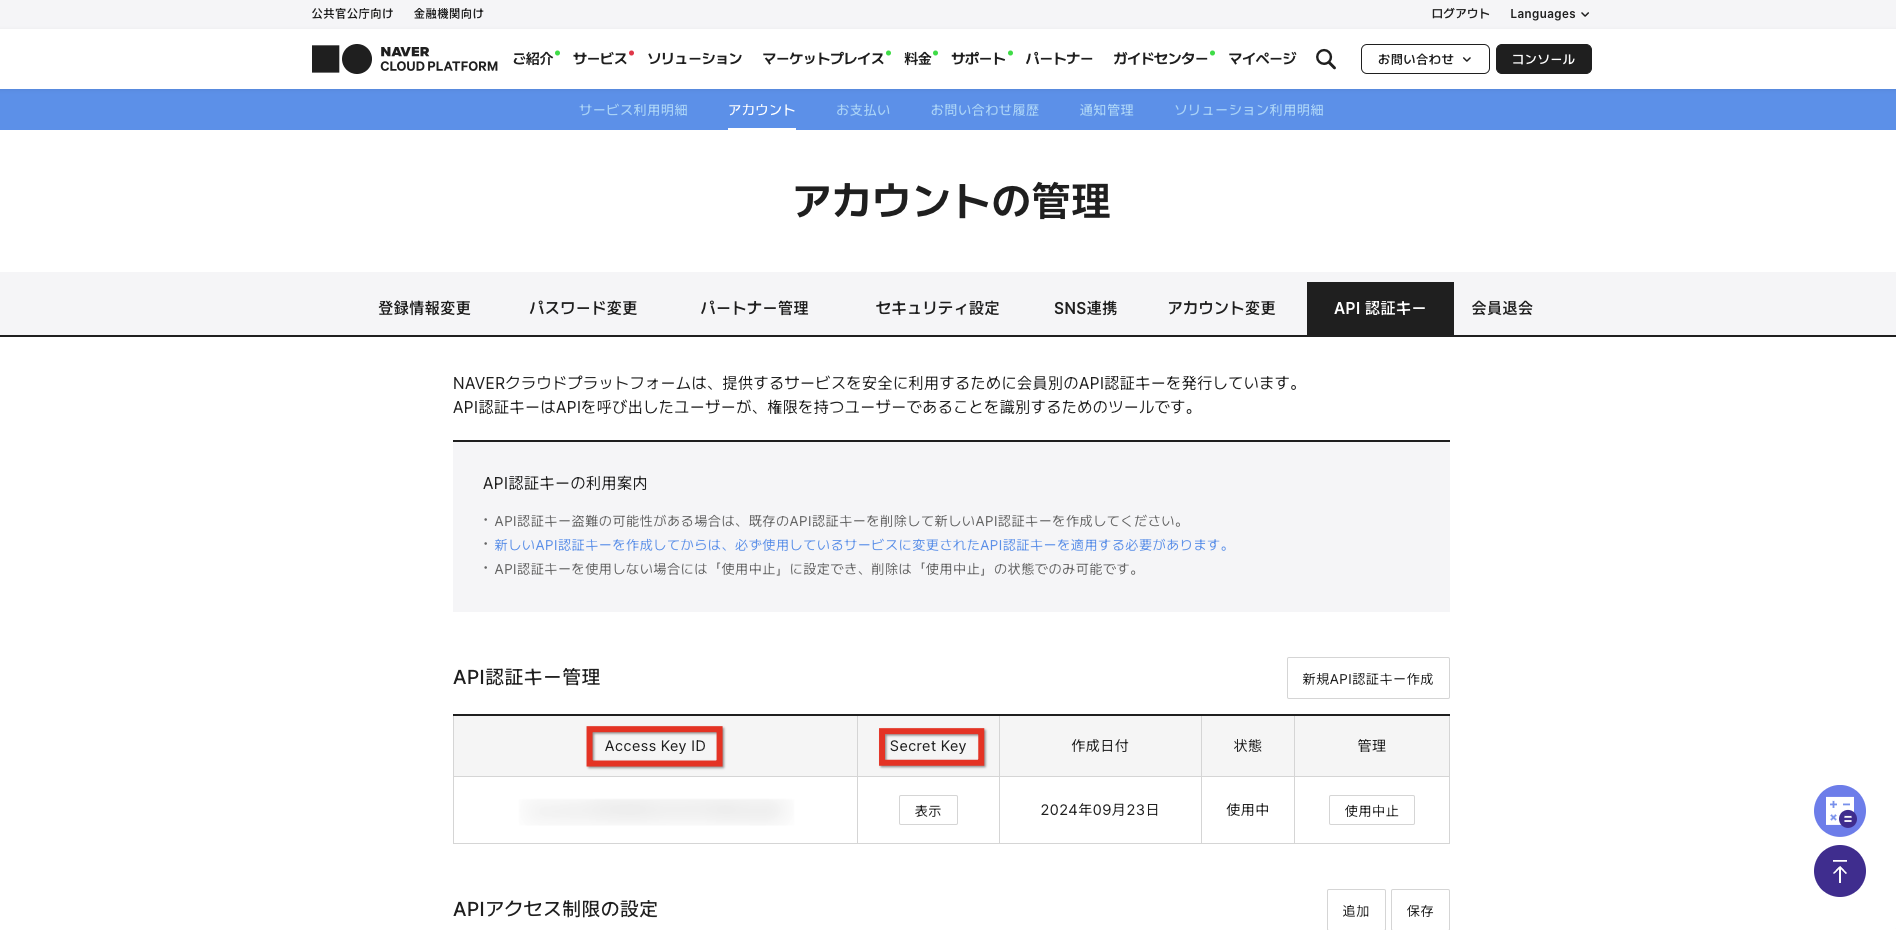 公共官公庁向け 金融機関向け ログアウト Languages
NAVER
CLOUD PLATFORM
ご紹介 サービス ソリューション マーケットプレイス 料金 サポート パートナー ガイドセンター マイページ お問い合わせ コンソール
サービス利用明細 アカウント お支払い お問い合わせ履歴 通知管理 ソリューション利用明細
アカウントの管理
登録情報変更 パスワード変更 パートナー管理 セキュリティ設定 SNS連携 アカウント変更 API 認証キー 会員退会
NAVERクラウドプラットフォームは、提供するサービスを安全に利用するために会員別のAPI認証キーを発行しています。
API認証キーはAPIを呼び出したユーザーが、権限を持つユーザーであることを識別するためのツールです。
API認証キーの利用案内
・API認証キー盗難の可能性がある場合は、既存のAPI認証キーを削除して新しいAPI認証キーを作成してください。
・新しいAPI認証キーを作成してからは、必ず使用しているサービスに変更されたAPI認証キーを適用する必要があります。
・API認証キーを使用しない場合には「使用中止」に設定でき、削除は「使用中止」の状態でのみ可能です。
API認証キー管理 新規API認証キー作成
Access Key ID Secret Key 作成日付 状態 管理
表示 2024年09月23日 使用中 使用中止
APIアクセス制限の設定 追加 保存